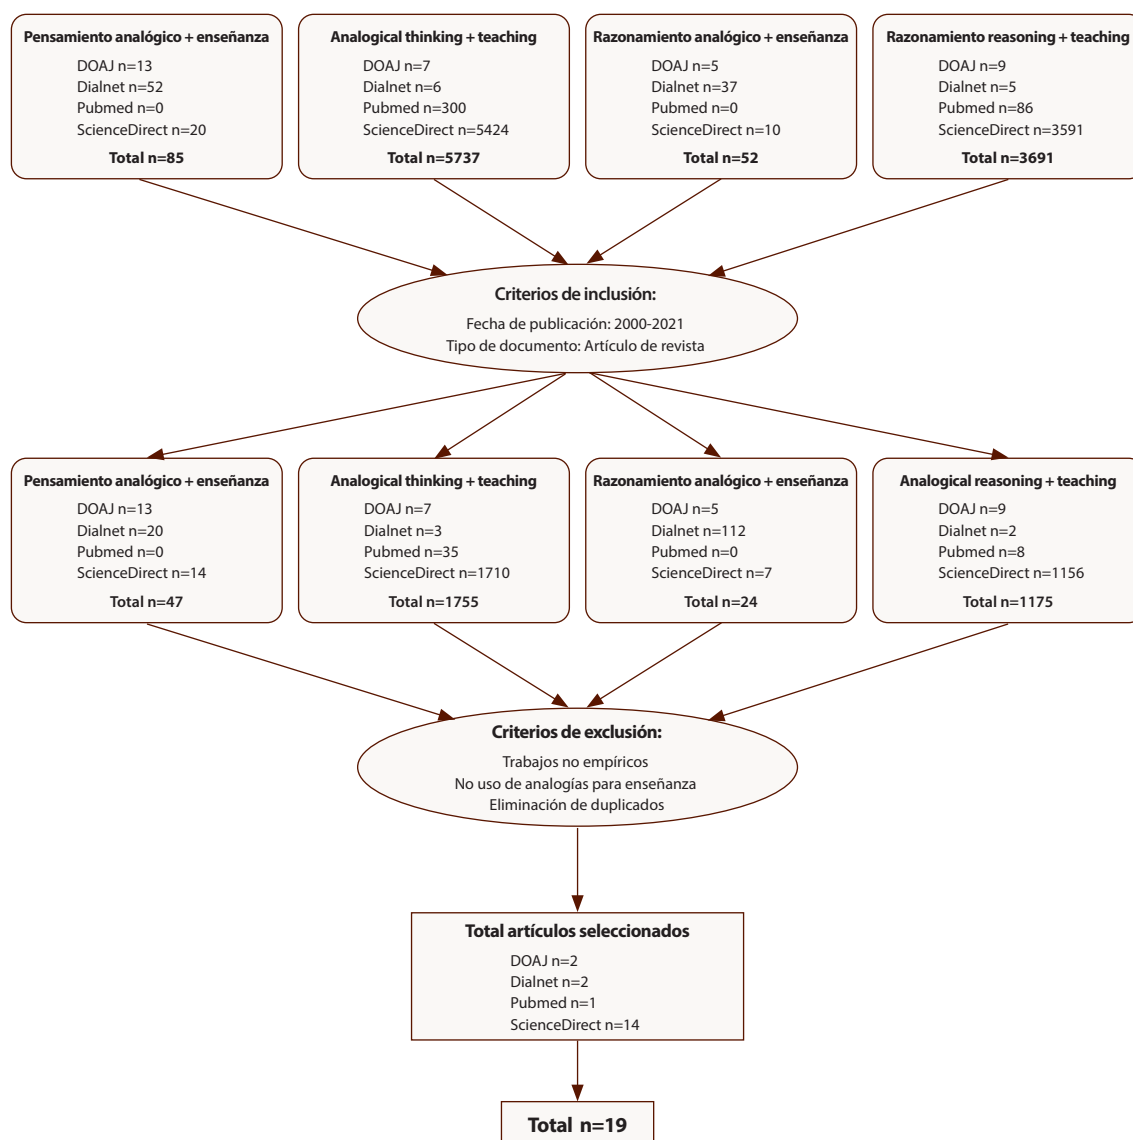 Pensamiento analógico + enseñanza
DOAJ n=13
Dialnet n=52
Pubmed n=0
ScienceDirect n=20
Total n=85
Analogical thinking + teaching
DOAJ n=7
Dialnet n=6
Pubmed n=300
ScienceDirect n=5424
Total n=5737
Razonamiento analógico + enseñanza
DOAJ n=5
Dialnet n=37
Pubmed n=0
ScienceDirect n=10
Total n=52
Razonamiento reasoning + teaching
DOAJ n=9
Dialnet n=5
Pubmed n=86
ScienceDirect n=3591
Total n=3691
Criterios de inclusión:
Fecha de publicación: 2000-2021
Tipo de documento: Artículo de revista
Pensamiento analógico + enseñanza
DOAJ n=13
Dialnet n=20
Pubmed n=0
ScienceDirect n=14
Total n=47
Analogical thinking + teaching
DOAJ n=7
Dialnet n=3
Pubmed n=35
ScienceDirect n=1710
Total n=1755
Razonamiento analógico + enseñanza
DOAJ n=5
Dialnet n=112
Pubmed n=0
ScienceDirect n=7
Total n=24
Analogical reasoning + teaching
DOAJ n=9
Dialnet n=2
Pubmed n=8
ScienceDirect n=1156
Total n=1175
Criterios de exclusión:
Trabajos no empíricos
No uso de analogías para enseñanza
Eliminación de duplicados
Total artículos seleccionados
DOAJ n=2
Dialnet n=2
Pubmed n=1
ScienceDirect n=14
Total n=19